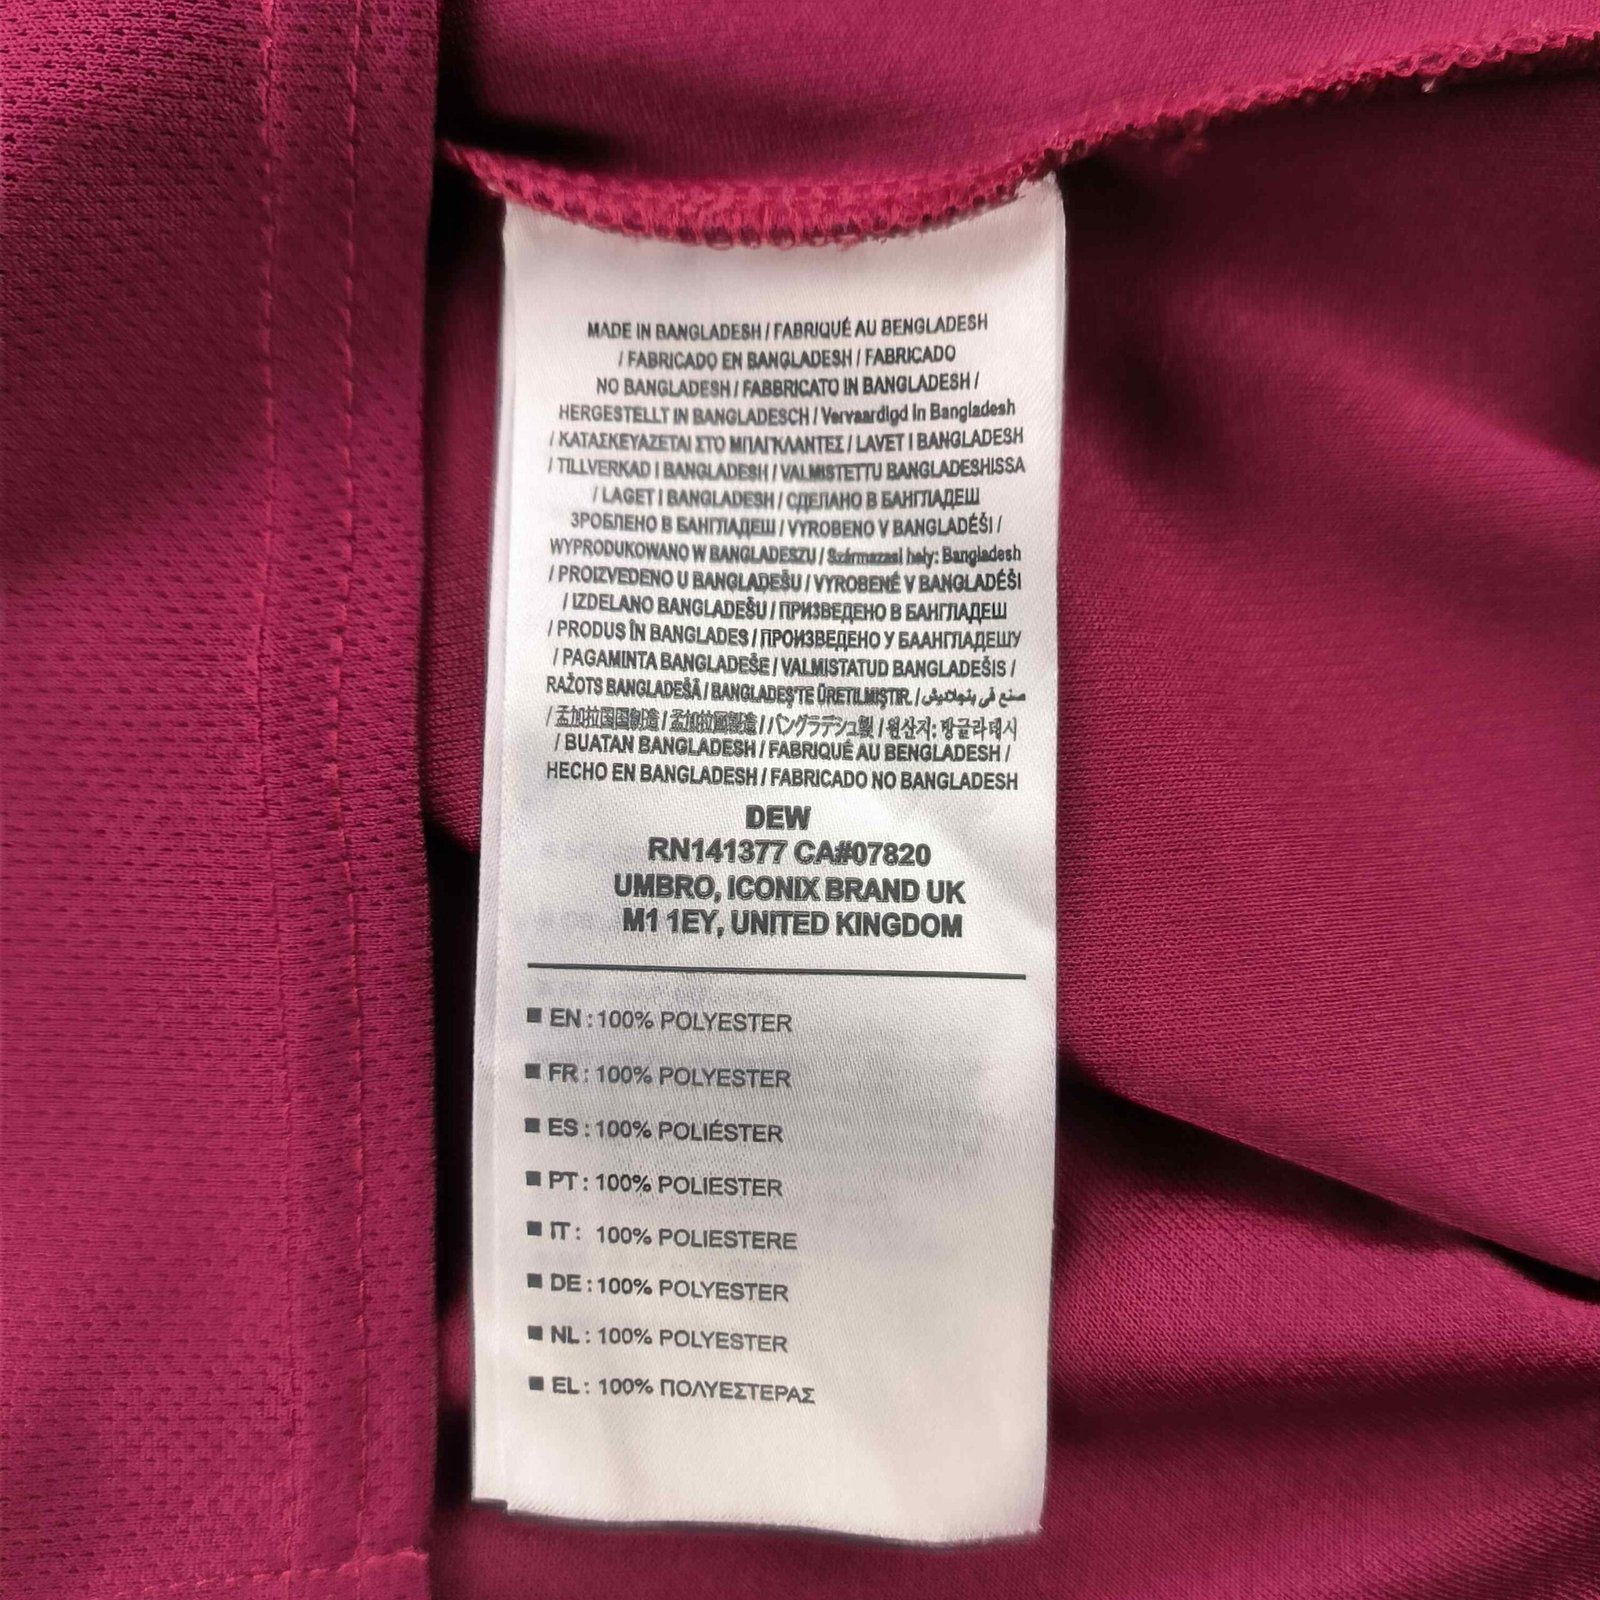 MADE IN BANGLADESH / FABRIQUÉ AU BENGLADESH
/ FABRICADO EN BANGLADESH / FABRICADO
NO BANGLADESH / FABBRICATO IN BANGLADESH /
HERGESTELLT IN BANGLADESCH / Vervaardigd in Bangladesh
/ ΚΑΤΑΣΚΕΥΑΖΕΤΑΙ ΣΤΟ ΜΠΑΓΚΛΑΝΤΕΣ / LAVET I BANGLADESH
/ TILLVERKAD I BANGLADESH / VALMISTETTU BANGLADESHISSA
/ LAGET I BANGLADESH / СДЕЛАНО В БАНГЛАДЕШ
ЗРОБЛЕНО В БАНГЛАДЕШ / VYROBENO V BANGLADÉŠI /
WYPRODUKOWANO W BANGLADESZU / Származasi hely: Bangladesh
/ PROIZVEDENO U BANGLADEŠU / VYROBENÉ V BANGLADÉŠI
/ IZDELANO BANGLADEŠU / ПРИЗВЕДЕНО В БАНГЛАДЕШ
/ PRODUS ÎN BANGLADES / ПРОИЗВЕДЕНО У БААНГЛАДЕШУ
/ PAGAMINTA BANGLADEŠE / VALMISTATUD BANGLADEŠIS /
RAŽOTS BANGLADEŠĀ / BANGLADEŞ'TE ÜRETILMIŞTIR. / صنع في بنجلاديش
/ 孟加拉国国制造 / 孟加拉國製造 / バングラデシュ製 / 원산지: 방글라데시
/ BUATAN BANGLADESH / FABRIQUÉ AU BENGLADESH /
HECHO EN BANGLADESH / FABRICADO NO BANGLADESH
DEW
RN141377 CA#07820
UMBRO, ICONIX BRAND UK
M1 1EY, UNITED KINGDOM
■ EN : 100% POLYESTER
■ FR : 100% POLYESTER
■ ES : 100% POLIÉSTER
■ PT : 100% POLIESTER
■ IT : 100% POLIESTERE
■ DE : 100% POLYESTER
■ NL : 100% POLYESTER
■ EL : 100% ΠΟΛΥΕΣΤΕΡΑΣ